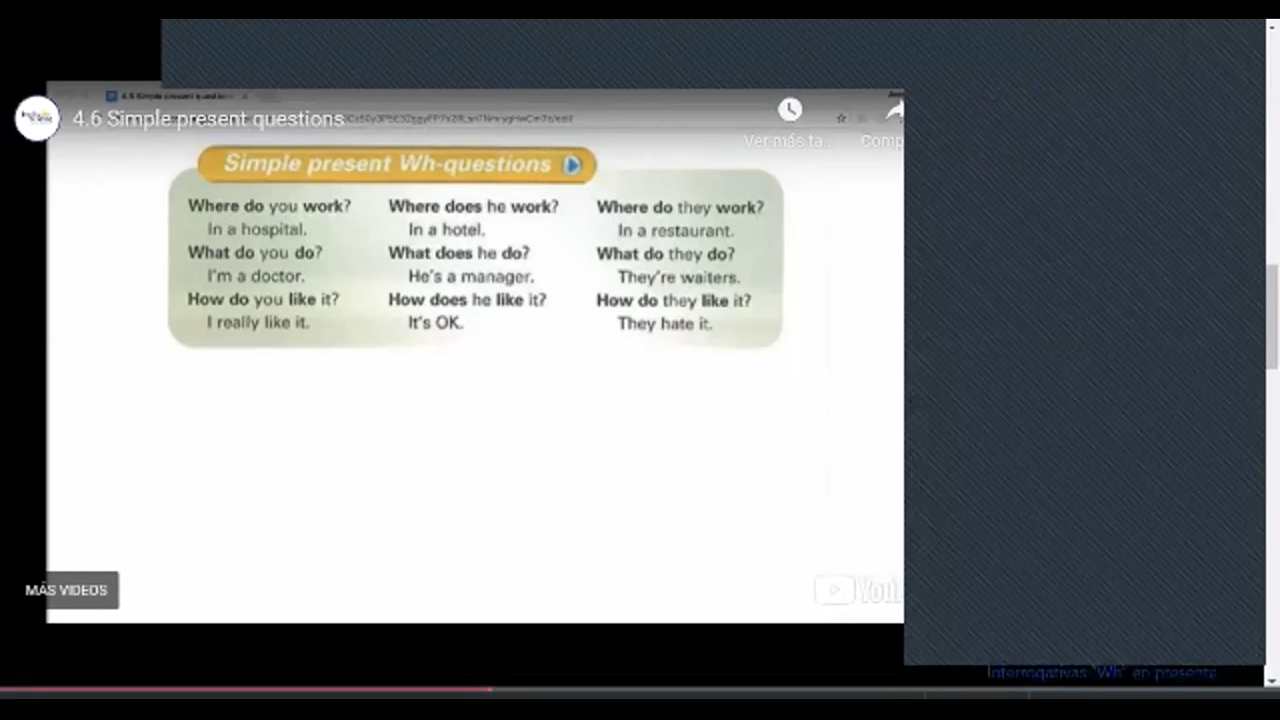 4.6 Simple present questions
Ver más ta...
Comp
Simple present Wh-questions
Where do you work?
In a hospital.
What do you do?
I'm a doctor.
How do you like it?
I really like it.
Where does he work?
In a hotel.
What does he do?
He's a manager.
How does he like it?
It's OK.
Where do they work?
In a restaurant.
What do they do?
They're waiters.
How do they like it?
They hate it.
MÁS VIDEOS
You
Interrogativas "Wh" en presente